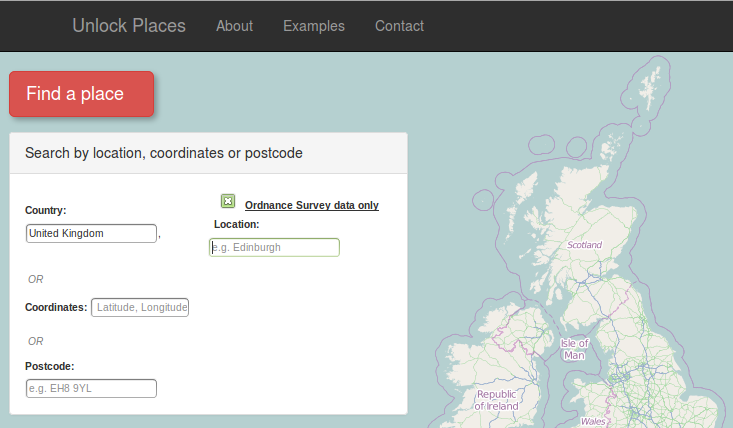 Unlock Places About Examples Contact
Find a place
Search by location, coordinates or postcode
Ordnance Survey data only
Country:
Location:
United Kingdom ,
e.g. Edinburgh
OR
Coordinates: Latitude, Longitude
OR
Postcode:
e.g. EH8 9YL
Scotland
Isle of
Man
Republic
of Ireland
Wales